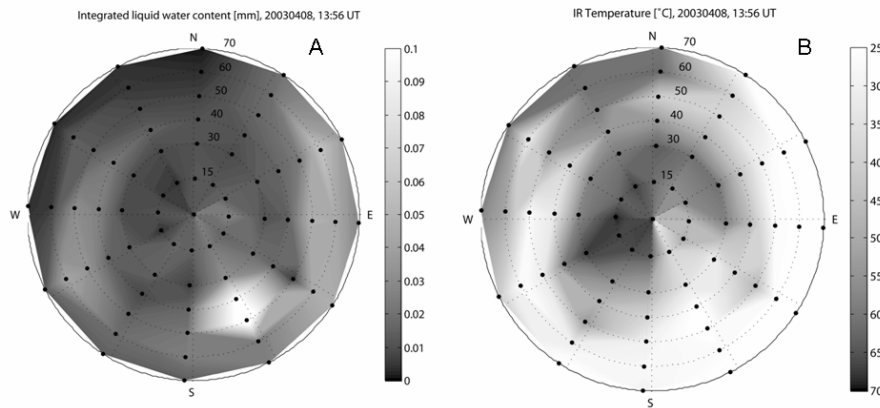 Integrated liquid water content [mm], 20030408, 13:56 UT
A
N
70
60
50
40
30
15
W
E
S
0.1
0.09
0.08
0.07
0.06
0.05
0.04
0.03
0.02
0.01
0
IR Temperature [˚C], 20030408, 13:56 UT
B
N
70
60
50
40
30
15
W
E
S
25
30
35
40
45
50
55
60
65
70